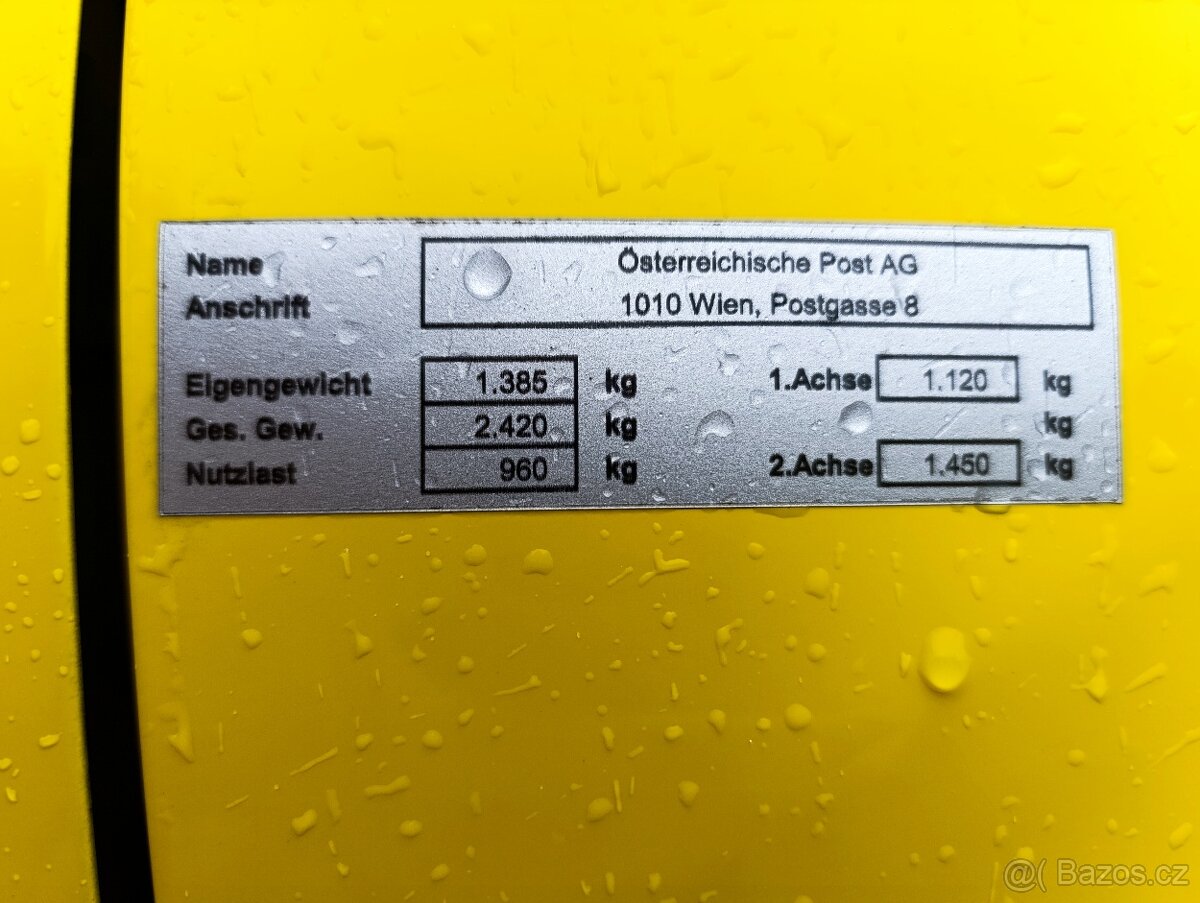 Name Österreichische Post AG
Anschrift 1010 Wien, Postgasse 8
Eigengewicht 1.385 kg 1.Achse 1.120 kg
Ges. Gew. 2.420 kg kg
Nutzlast 960 kg 2.Achse 1.450 kg
@( Bazos.cz